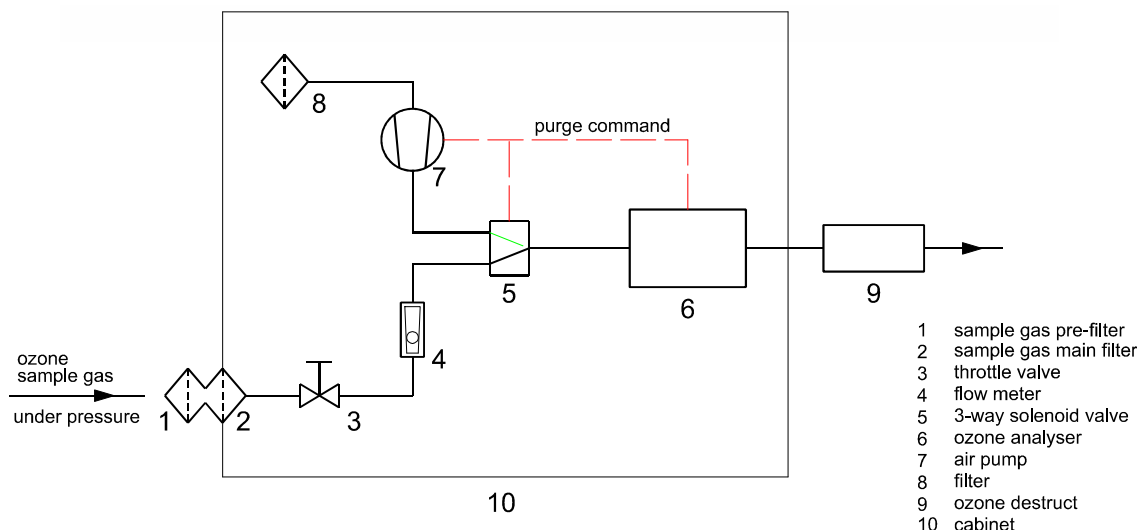 8
7
purge command
5
6
9
4
ozone
sample gas
under pressure
1
2
3
10
1 sample gas pre-filter
2 sample gas main filter
3 throttle valve
4 flow meter
5 3-way solenoid valve
6 ozone analyser
7 air pump
8 filter
9 ozone destruct
10 cabinet